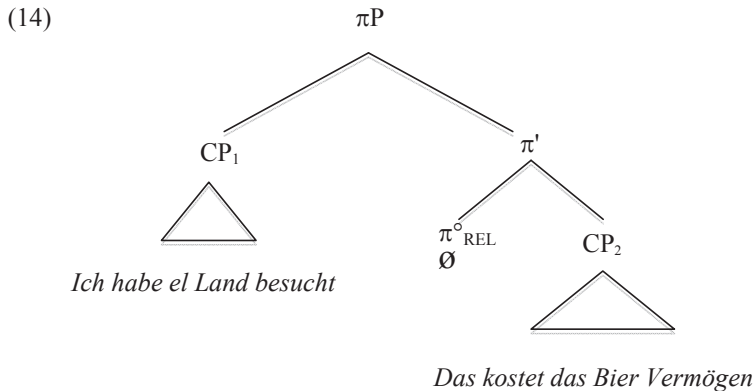 (14)
πP
CP₁
π'
π°REL
Ø
CP₂
Ich habe el Land besucht
Das kostet das Bier Vermögen